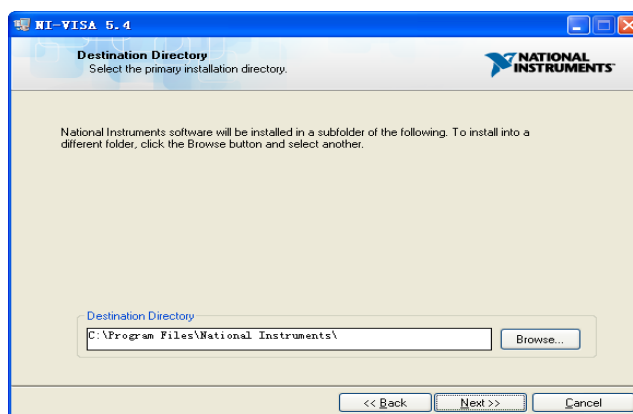 NI-VISA 5.4
Destination Directory
Select the primary installation directory.
NATIONAL
INSTRUMENTS
National Instruments software will be installed in a subfolder of the following. To install into a
different folder, click the Browse button and select another.
Destination Directory
C:\Program Files\National Instruments\
Browse...
<< Back
Next >>
Cancel